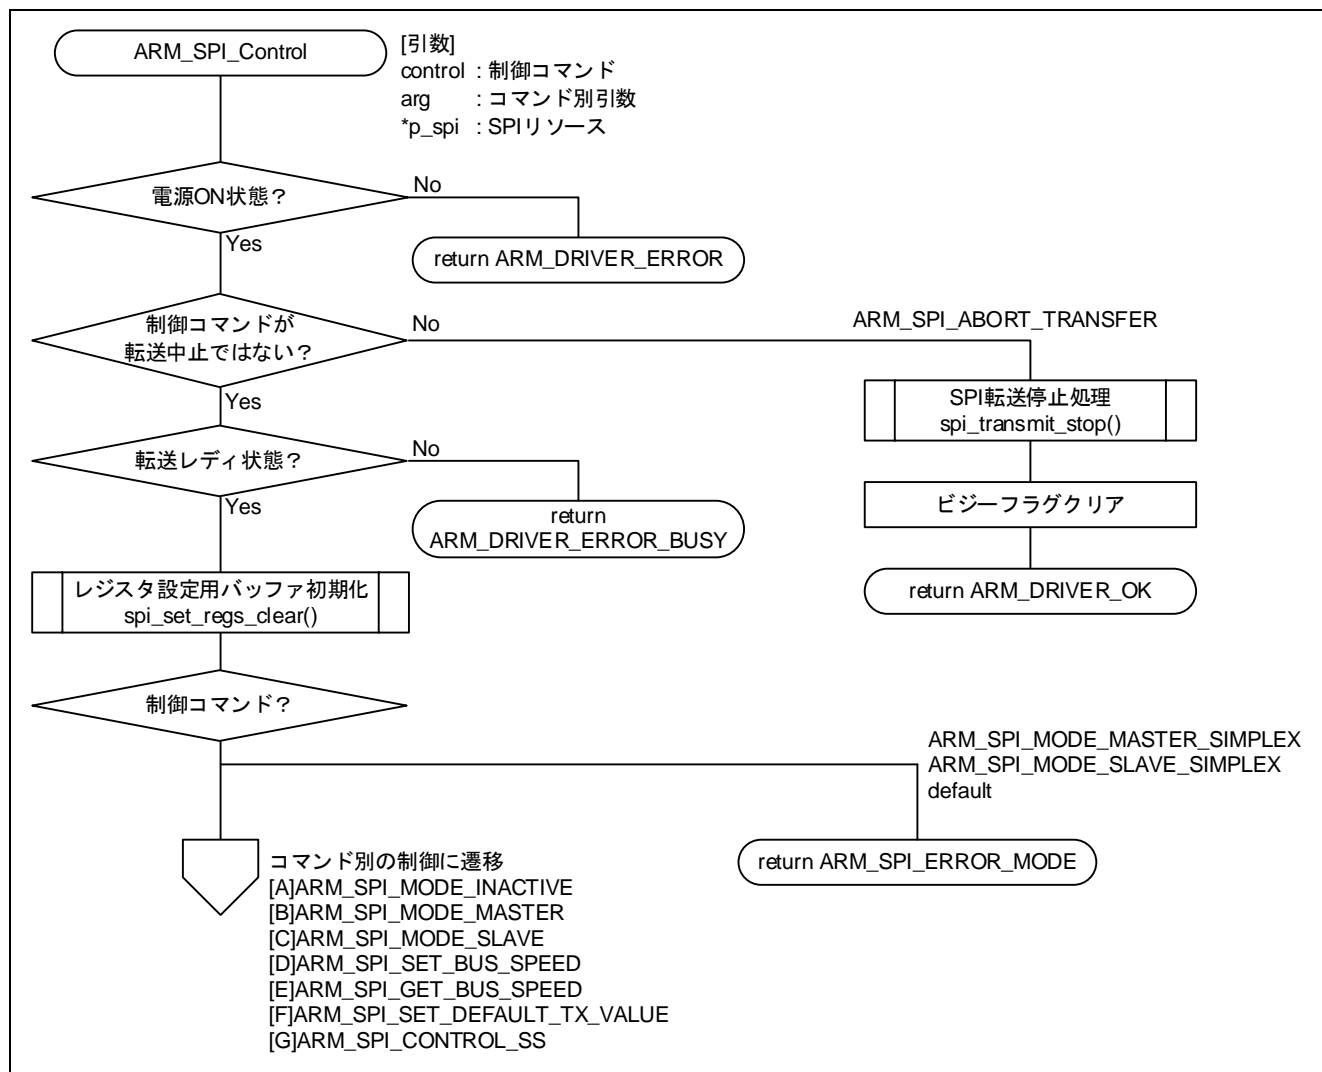 ARM_SPI_Control
[引数]
control : 制御コマンド
arg : コマンド別引数
*p_spi : SPIリソース
電源ON状態?
No
Yes
return ARM_DRIVER_ERROR
制御コマンドが
転送中止ではない?
No
ARM_SPI_ABORT_TRANSFER
Yes
SPI転送停止処理
spi_transmit_stop()
転送レディ状態?
No
Yes
ビジーフラグクリア
return
ARM_DRIVER_ERROR_BUSY
return ARM_DRIVER_OK
レジスタ設定用バッファ初期化
spi_set_regs_clear()
制御コマンド?
ARM_SPI_MODE_MASTER_SIMPLEX
ARM_SPI_MODE_SLAVE_SIMPLEX
default
return ARM_SPI_ERROR_MODE
コマンド別の制御に遷移
[A]ARM_SPI_MODE_INACTIVE
[B]ARM_SPI_MODE_MASTER
[C]ARM_SPI_MODE_SLAVE
[D]ARM_SPI_SET_BUS_SPEED
[E]ARM_SPI_GET_BUS_SPEED
[F]ARM_SPI_SET_DEFAULT_TX_VALUE
[G]ARM_SPI_CONTROL_SS